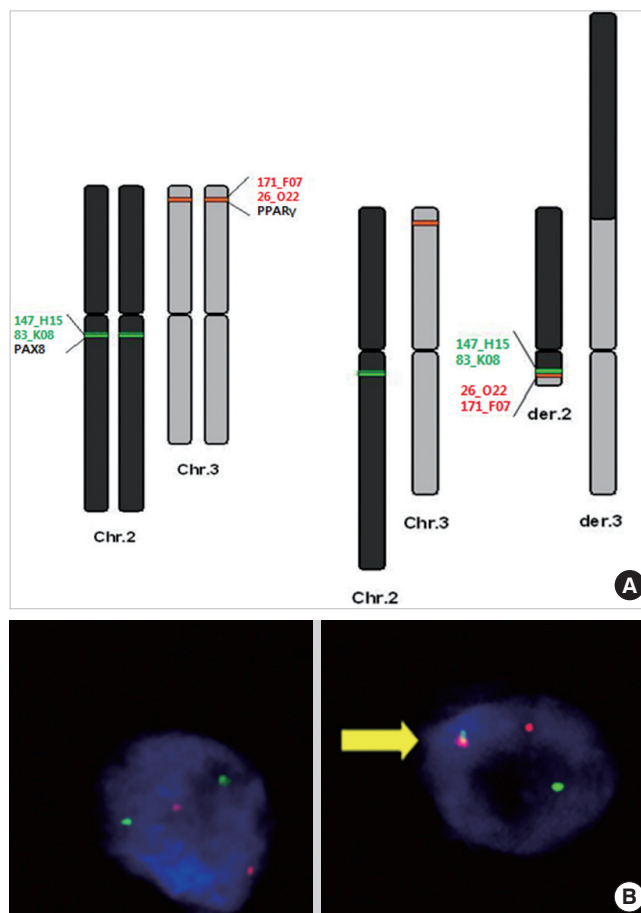 171_F07
26_O22
PPARγ
147_H15
83_K08
PAX8
Chr.3
Chr.2
147_H15
83_K08
26_O22
171_F07
der.2
Chr.3
der.3
Chr.2
A
B